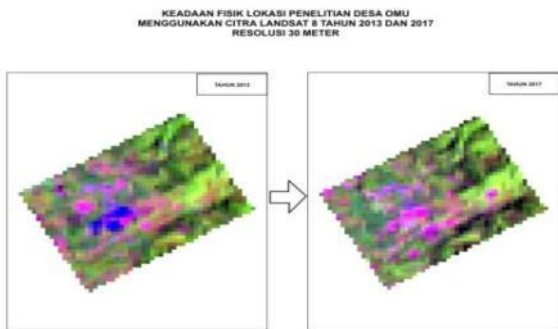 KEADAAN FISIK LOKASI PENELITIAN DESA OMU
MENGGUNAKAN CITRA LANDSAT 8 TAHUN 2013 DAN 2017
RESOLUSI 30 METER
TAHUN 2013
TAHUN 2017